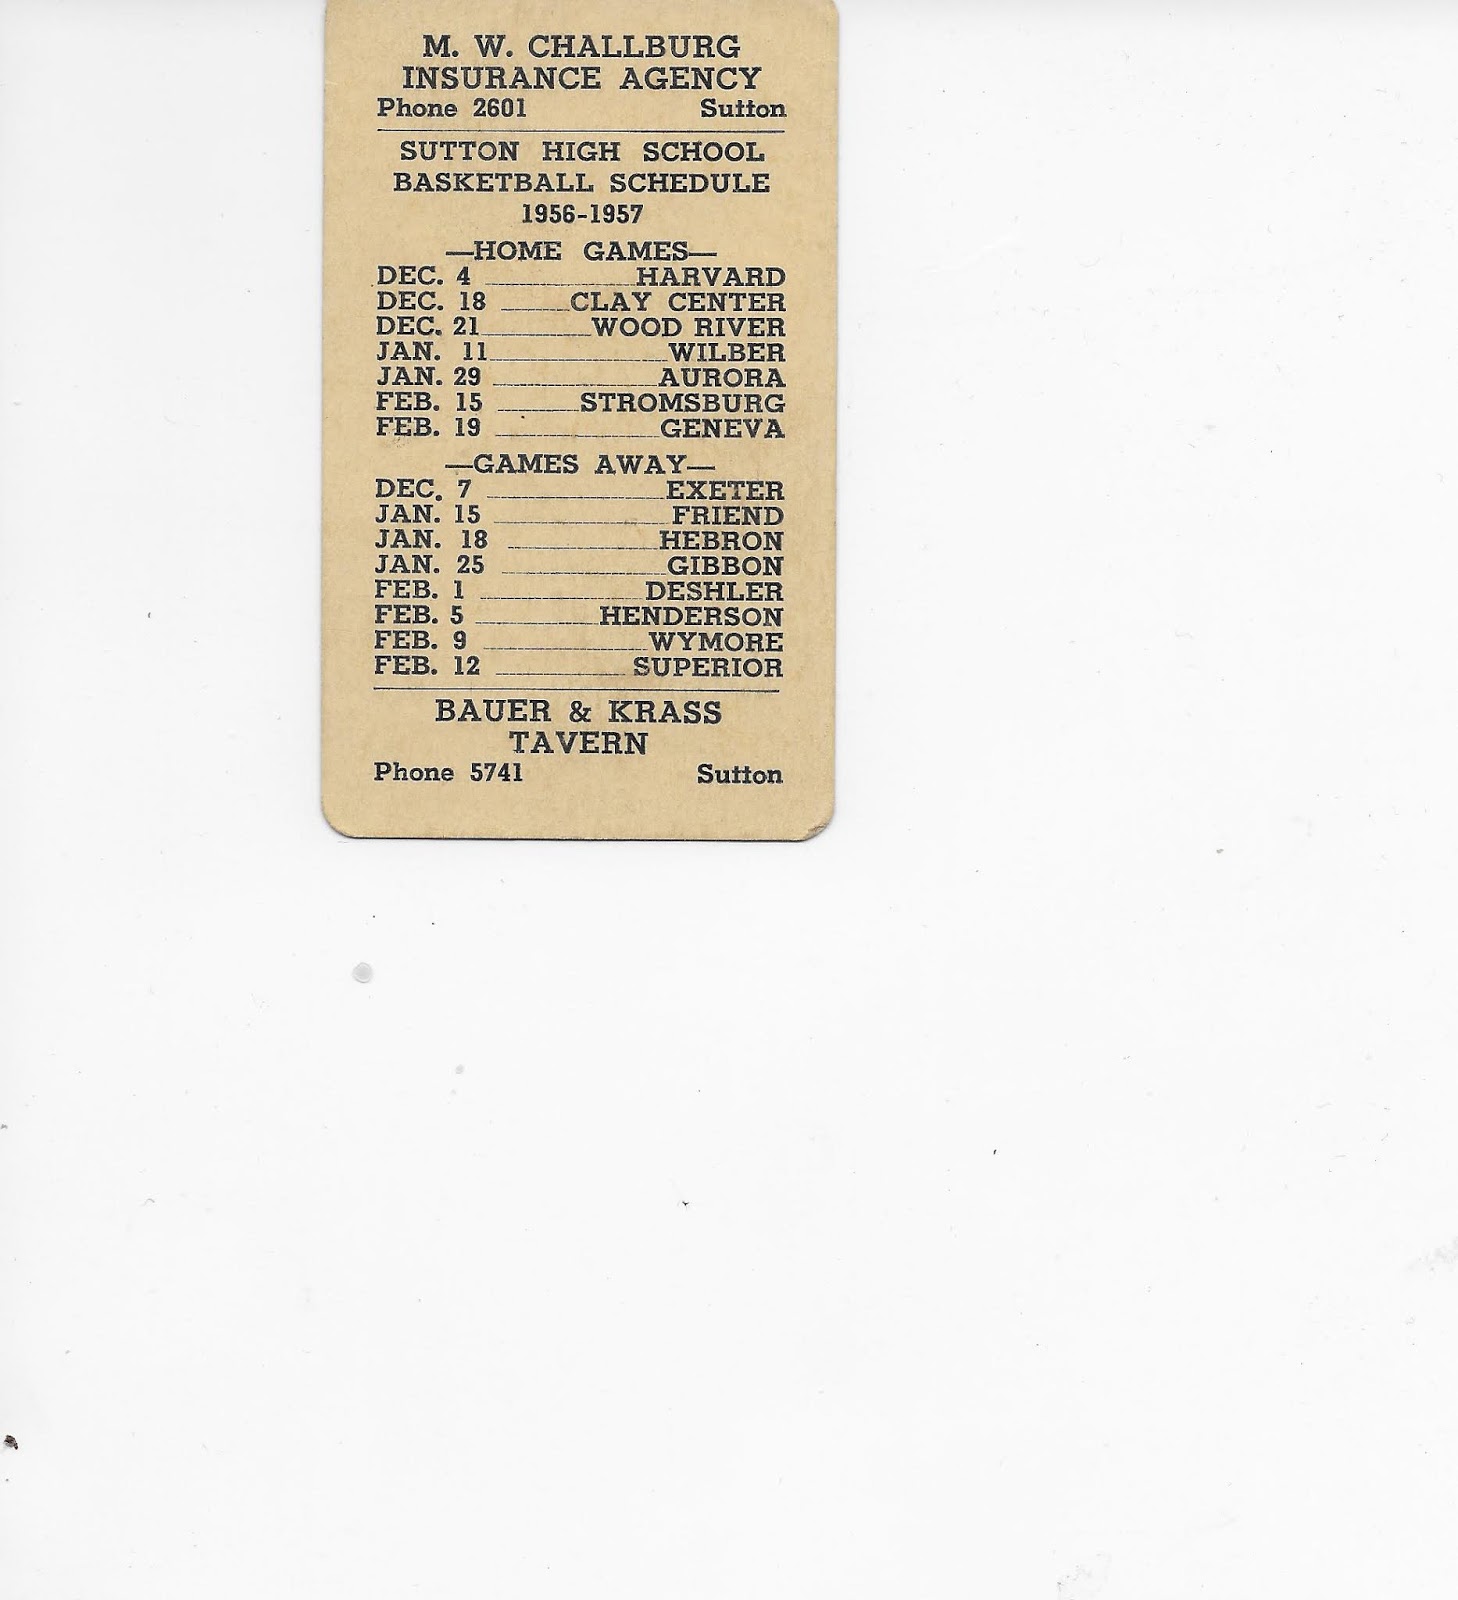 M. W. CHALLBURG
INSURANCE AGENCY
Phone 2601 Sutton
SUTTON HIGH SCHOOL
BASKETBALL SCHEDULE
1956-1957
—HOME GAMES—
DEC. 4 HARVARD
DEC. 18 CLAY CENTER
DEC. 21 WOOD RIVER
JAN. 11 WILBER
JAN. 29 AURORA
FEB. 15 STROMSBURG
FEB. 19 GENEVA
—GAMES AWAY—
DEC. 7 EXETER
JAN. 15 FRIEND
JAN. 18 HEBRON
JAN. 25 GIBBON
FEB. 1 DESHLER
FEB. 5 HENDERSON
FEB. 9 WYMORE
FEB. 12 SUPERIOR
BAUER & KRASS
TAVERN
Phone 5741 Sutton